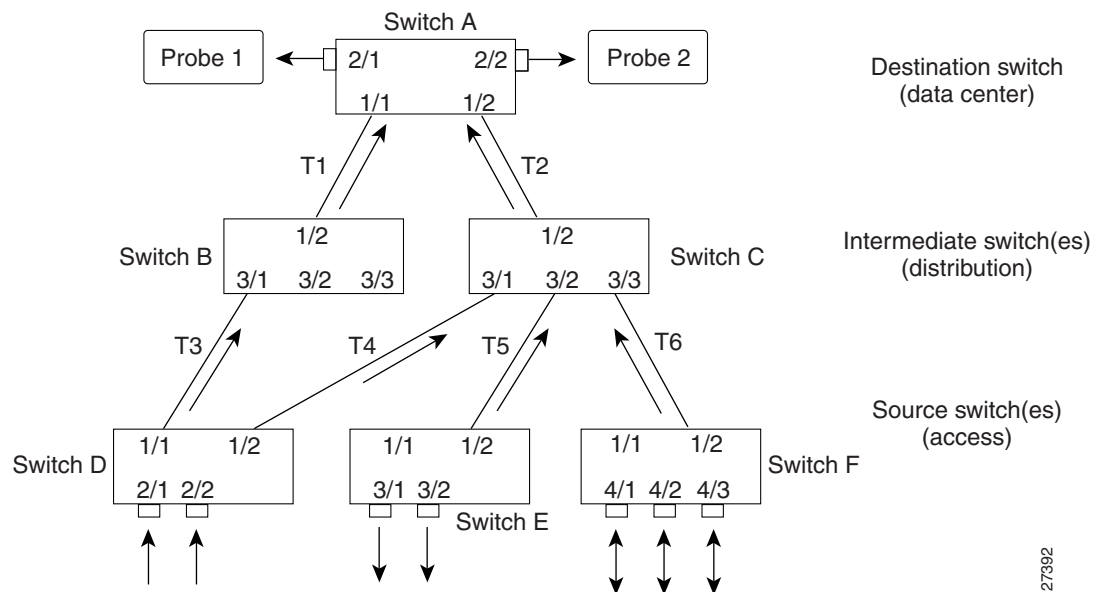 Switch A
Probe 1
2/1 2/2
Probe 2
Destination switch
(data center)
1/1 1/2
T1 T2
Switch B
1/2
3/1 3/2 3/3
1/2
3/1 3/2 3/3
Switch C
Intermediate switch(es)
(distribution)
T3 T4 T5 T6
Source switch(es)
(access)
Switch D
1/1 1/2
2/1 2/2
1/1 1/2
3/1 3/2
Switch E
1/1 1/2
4/1 4/2 4/3
Switch F
27392